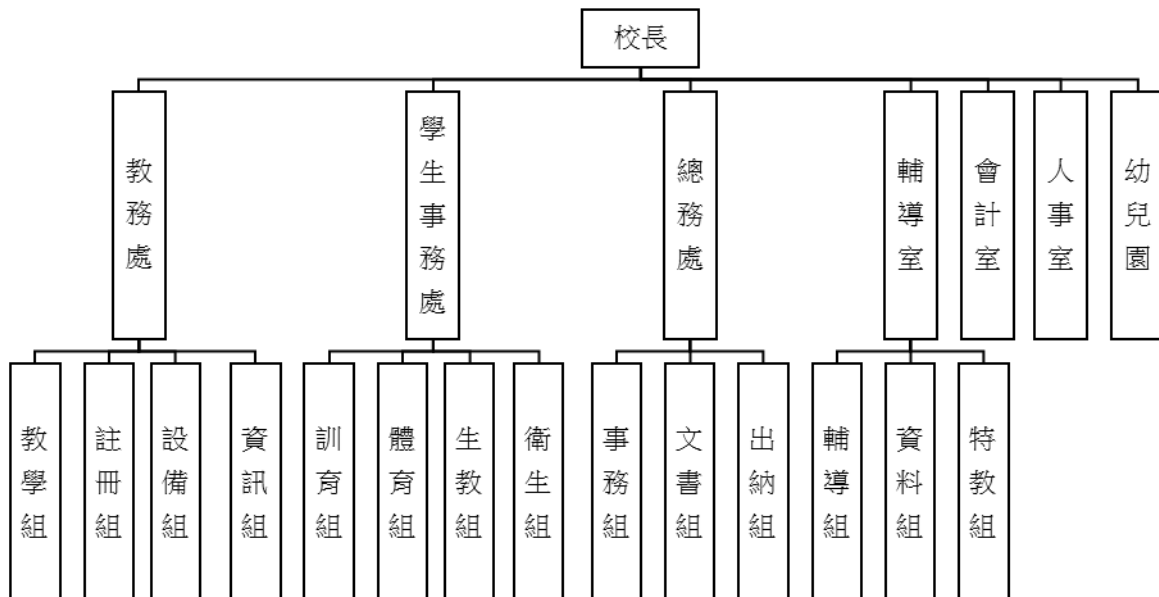 校長
教務處
學生事務處
總務處
輔導室
會計室
人事室
幼兒園
教學組
註冊組
設備組
資訊組
訓育組
體育組
生教組
衛生組
事務組
文書組
出納組
輔導組
資料組
特教組